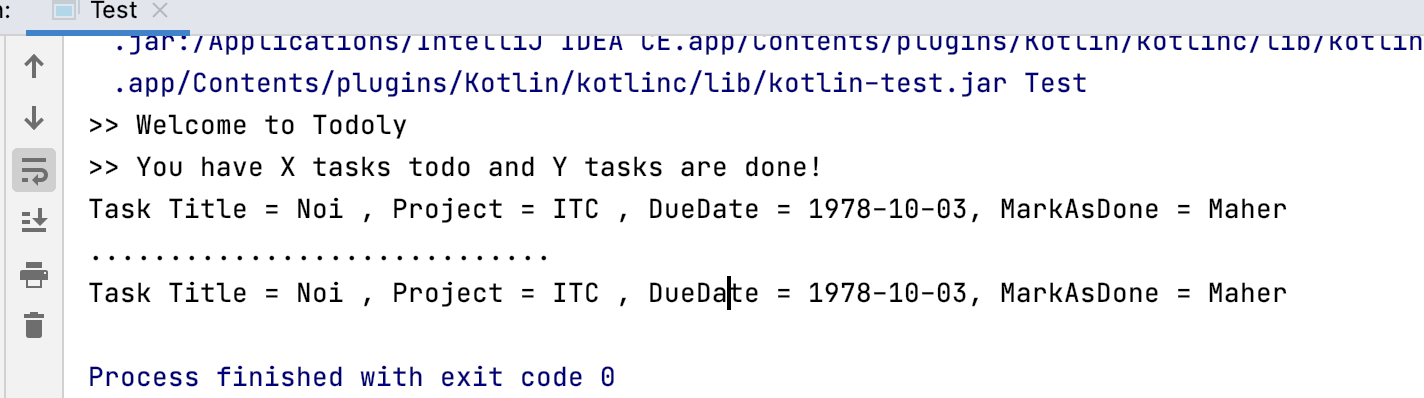 n: Test
.jar:/Applications/IntelliJ IDEA CE.app/Contents/plugins/Kotlin/kotlinc/lib/kotlin
.app/Contents/plugins/Kotlin/kotlinc/lib/kotlin-test.jar Test
>> Welcome to Todoly
>> You have X tasks todo and Y tasks are done!
Task Title = Noi , Project = ITC , DueDate = 1978-10-03, MarkAsDone = Maher
.............................
Task Title = Noi , Project = ITC , DueDate = 1978-10-03, MarkAsDone = Maher
Process finished with exit code 0